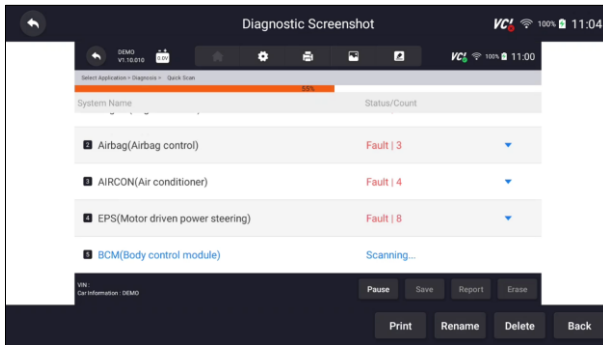 Diagnostic Screenshot
VCI 100% 11:04
DEMO
V1.10.010 0.0V
VCI 100% 11:00
Select Application > Diagnosis > Quick Scan
55%
System Name Status/Count
2 Airbag(Airbag control) Fault | 3
3 AIRCON(Air conditioner) Fault | 4
4 EPS(Motor driven power steering) Fault | 8
5 BCM(Body control module) Scanning...
VIN :
Car Information : DEMO
Pause Save Report Erase
Print Rename Delete Back